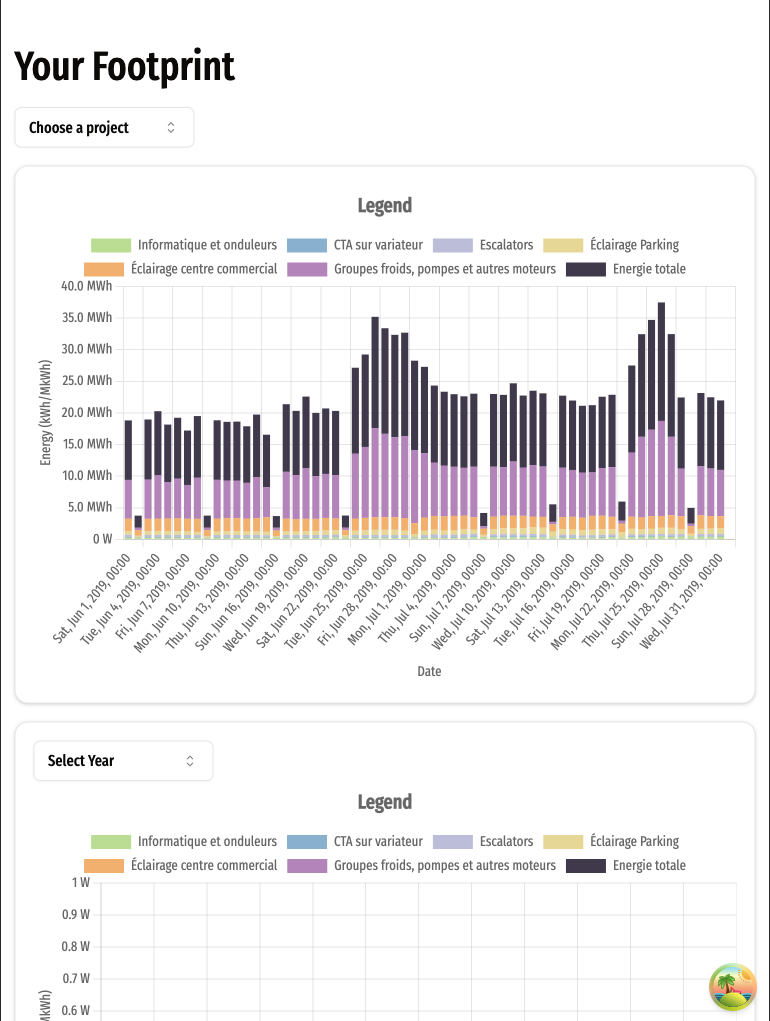 Your Footprint
Choose a project
Legend
Informatique et onduleurs CTA sur variateur Escalators Éclairage Parking
Éclairage centre commercial Groupes froids, pompes et autres moteurs Energie totale
40.0 MWh
35.0 MWh
30.0 MWh
25.0 MWh
20.0 MWh
15.0 MWh
10.0 MWh
5.0 MWh
0 W
Energy (kWh/MkWh)
Sat, Jun 1, 2019, 00:00
Tue, Jun 4, 2019, 00:00
Fri, Jun 7, 2019, 00:00
Mon, Jun 10, 2019, 00:00
Thu, Jun 13, 2019, 00:00
Sun, Jun 16, 2019, 00:00
Wed, Jun 19, 2019, 00:00
Sat, Jun 22, 2019, 00:00
Tue, Jun 25, 2019, 00:00
Fri, Jun 28, 2019, 00:00
Mon, Jul 1, 2019, 00:00
Thu, Jul 4, 2019, 00:00
Sun, Jul 7, 2019, 00:00
Wed, Jul 10, 2019, 00:00
Sat, Jul 13, 2019, 00:00
Tue, Jul 16, 2019, 00:00
Fri, Jul 19, 2019, 00:00
Mon, Jul 22, 2019, 00:00
Thu, Jul 25, 2019, 00:00
Sun, Jul 28, 2019, 00:00
Wed, Jul 31, 2019, 00:00
Date
Select Year
Legend
Informatique et onduleurs CTA sur variateur Escalators Éclairage Parking
Éclairage centre commercial Groupes froids, pompes et autres moteurs Energie totale
1 W
0.9 W
0.8 W
0.7 W
0.6 W
MkWh)